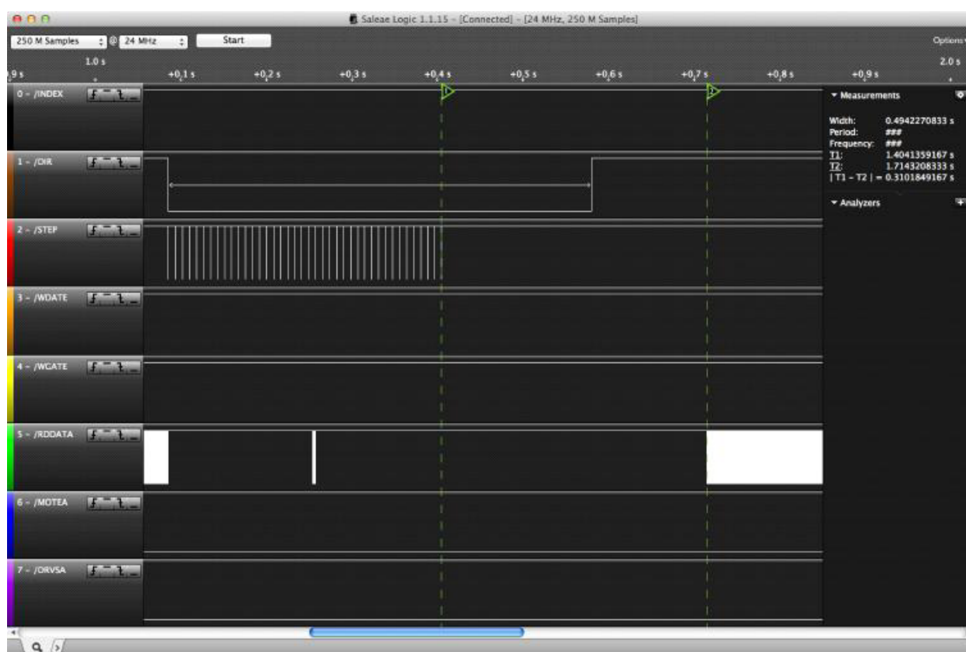 Saleae Logic 1.1.15 - [Connected] - [24 MHz, 250 M Samples]
250 M Samples @ 24 MHz Start Options
1.0 s 2.0 s
,9 s +0,1 s +0,2 s +0,3 s +0,4 s +0,5 s +0,6 s +0,7 s +0,8 s +0,9 s
0 - /INDEX
1 - /DIR
2 - /STEP
3 - /WDATE
4 - /WGATE
5 - /RDDATA
6 - /MOTEA
7 - /DRVSA
1
2
Measurements
Width: 0.4942270833 s
Period: ###
Frequency: ###
T1: 1.4041359167 s
T2: 1.7143208333 s
| T1 - T2 | = 0.3101849167 s
Analyzers